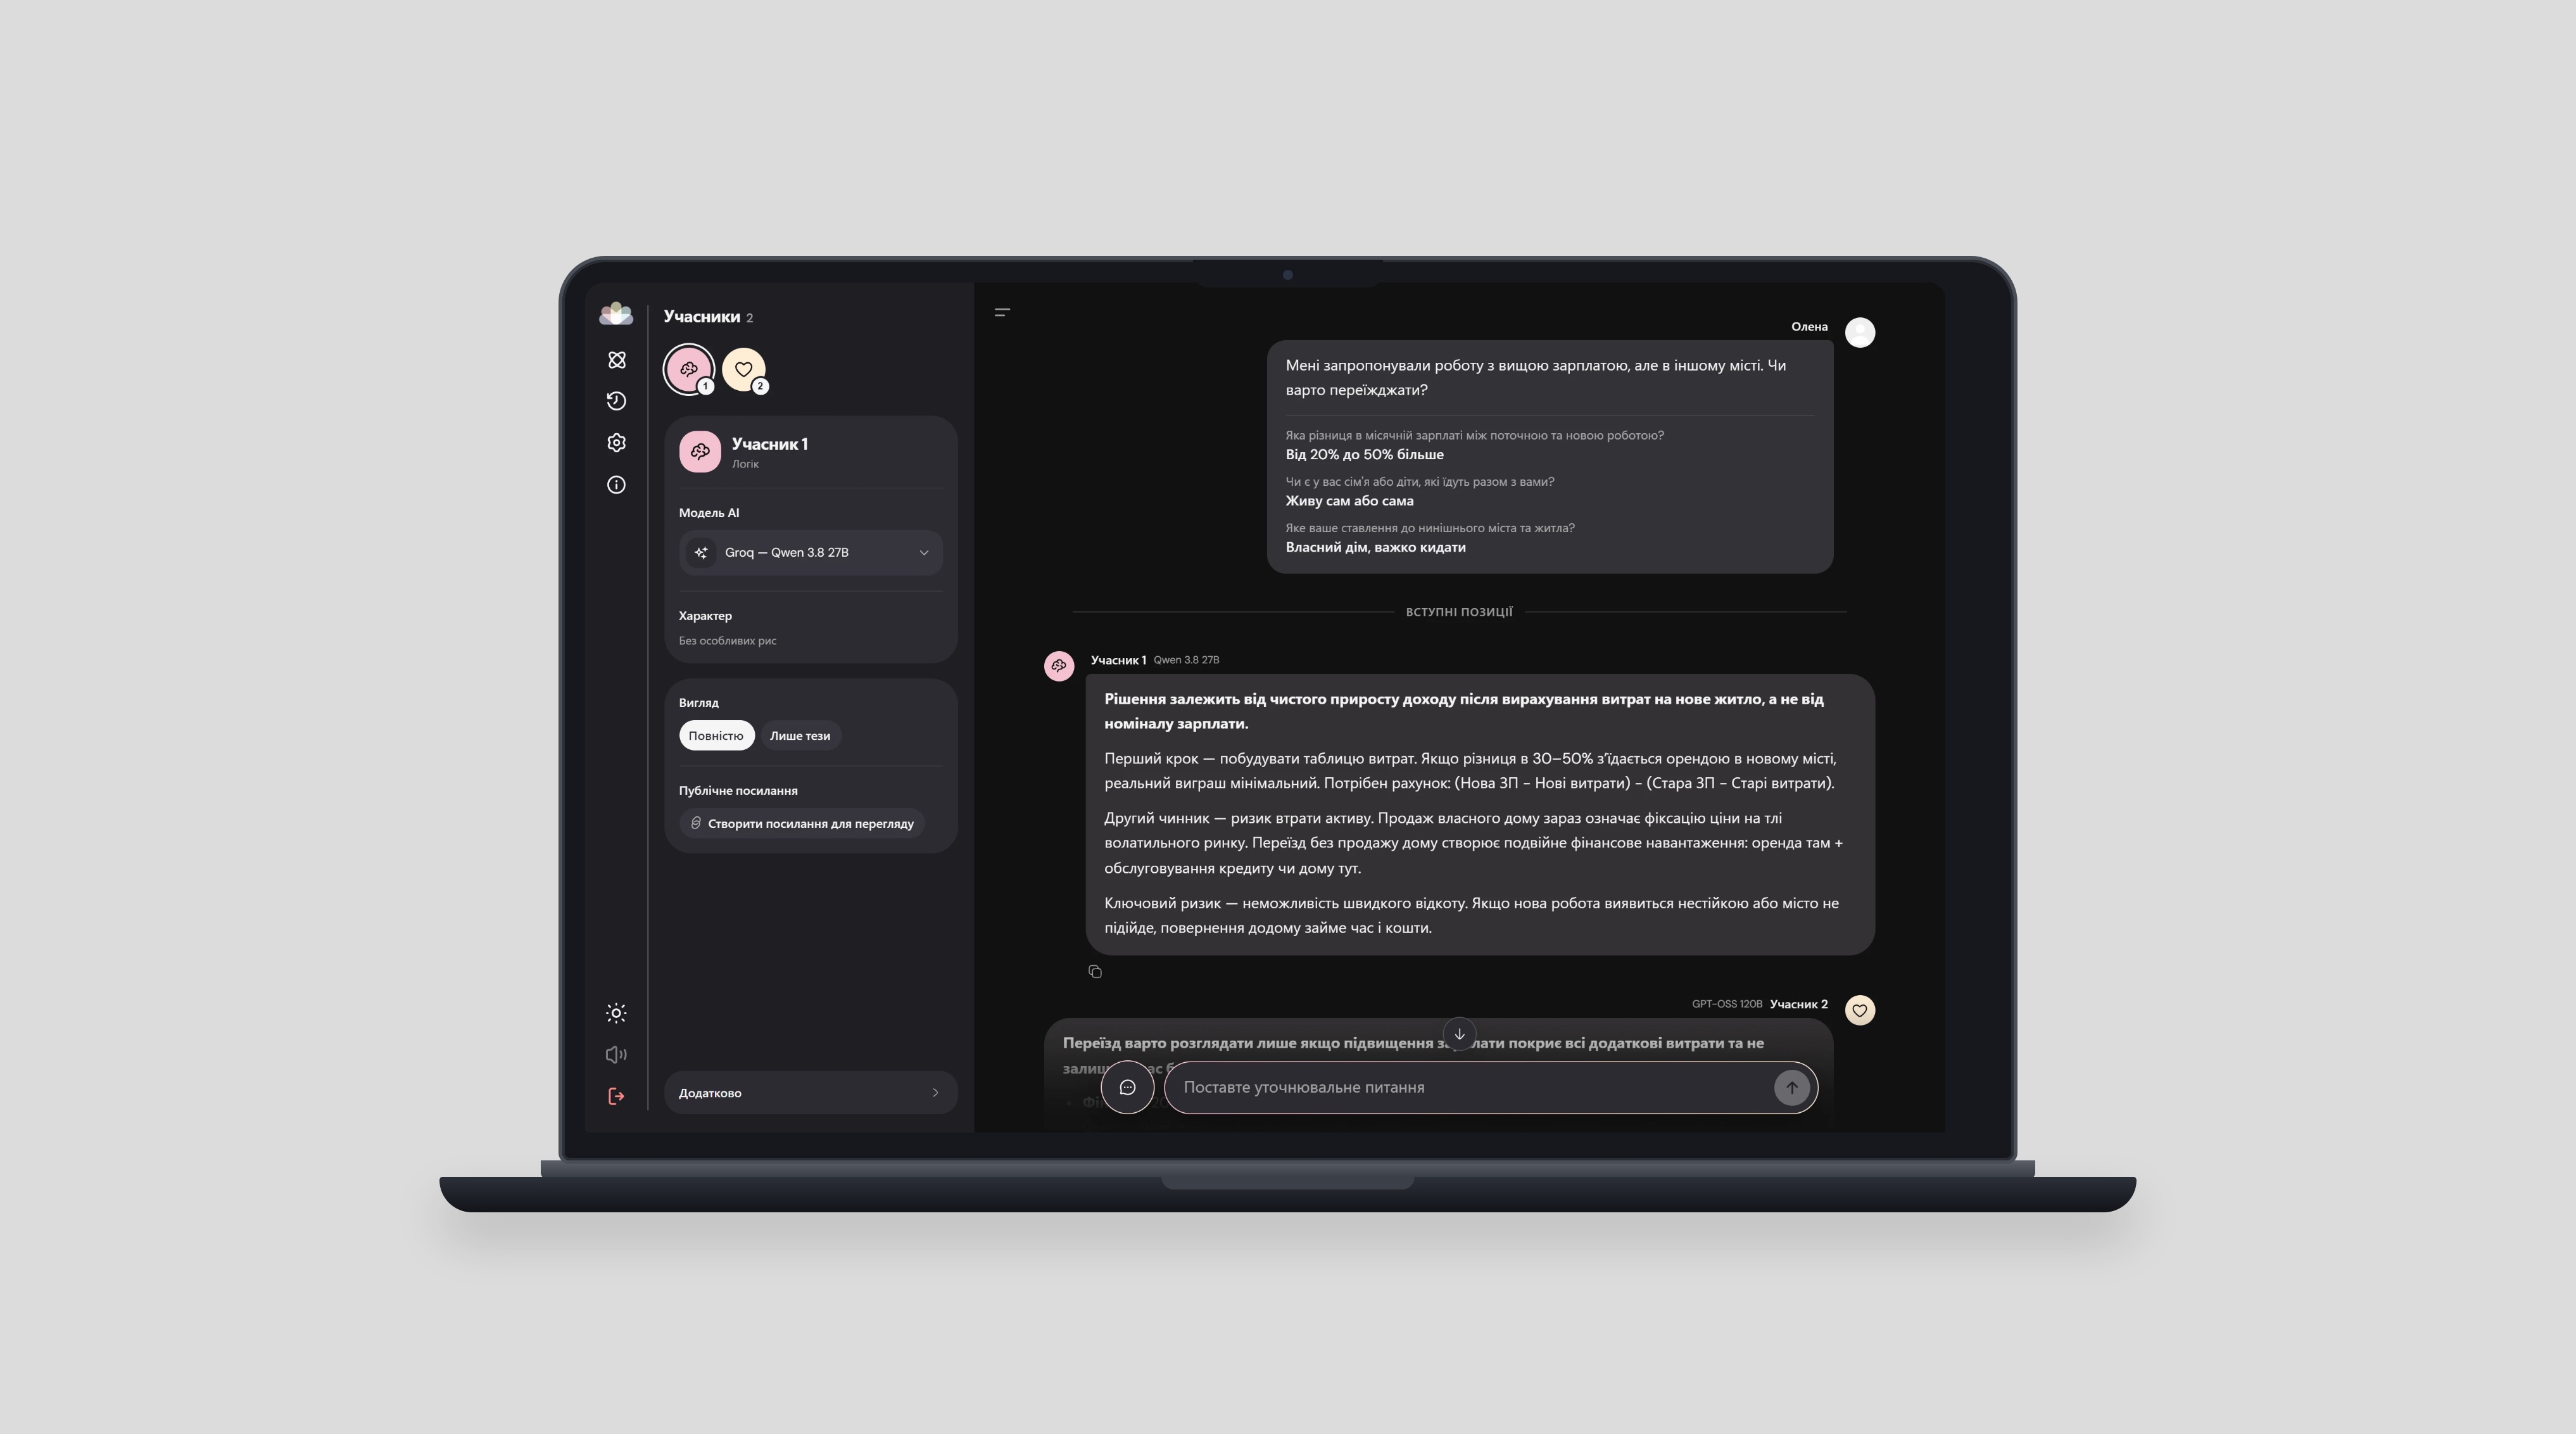 Учасники 2
1
2
Учасник 1
Логік
Модель AI
Groq — Qwen 3.8 27B
Характер
Без особливих рис
Вигляд
Повністю
Лише тези
Публічне посилання
Створити посилання для перегляду
Додатково
Олена
Мені запропонували роботу з вищою зарплатою, але в іншому місті. Чи
варто переїжджати?
Яка різниця в місячній зарплаті між поточною та новою роботою?
Від 20% до 50% більше
Чи є у вас сім'я або діти, які їдуть разом з вами?
Живу сам або сама
Яке ваше ставлення до нинішнього міста та житла?
Власний дім, важко кидати
ВСТУПНІ ПОЗИЦІЇ
Учасник 1 Qwen 3.8 27B
Рішення залежить від чистого приросту доходу після вирахування витрат на нове житло, а не від
номіналу зарплати.
Перший крок — побудувати таблицю витрат. Якщо різниця в 30–50% з’їдається орендою в новому місті,
реальний виграш мінімальний. Потрібен рахунок: (Нова ЗП – Нові витрати) – (Стара ЗП – Старі витрати).
Другий чинник — ризик втрати активу. Продаж власного дому зараз означає фіксацію ціни на тлі
волатильного ринку. Переїзд без продажу дому створює подвійне фінансове навантаження: оренда там +
обслуговування кредиту чи дому тут.
Ключовий ризик — неможливість швидкого відкоту. Якщо нова робота виявиться нестійкою або місто не
підійде, повернення додому займе час і кошти.
GPT-OSS 120B Учасник 2
Переїзд варто розглядати лише якщо підвищення покриє всі додаткові витрати та не
Поставте уточнювальне питання